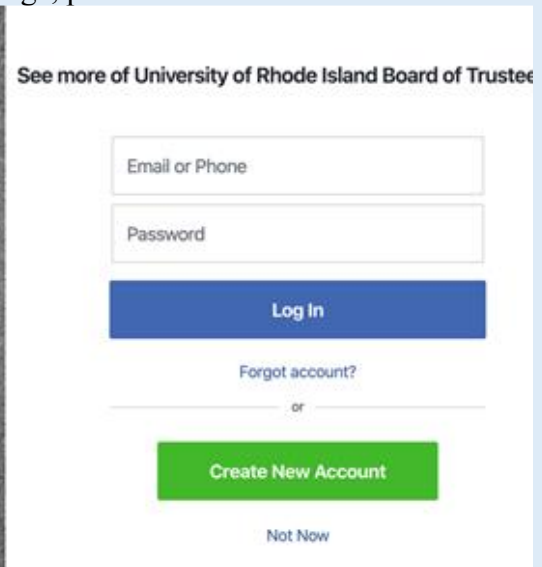 See more of University of Rhode Island Board of Trustee
Email or Phone
Password
Log In
Forgot account?
or
Create New Account
Not Now